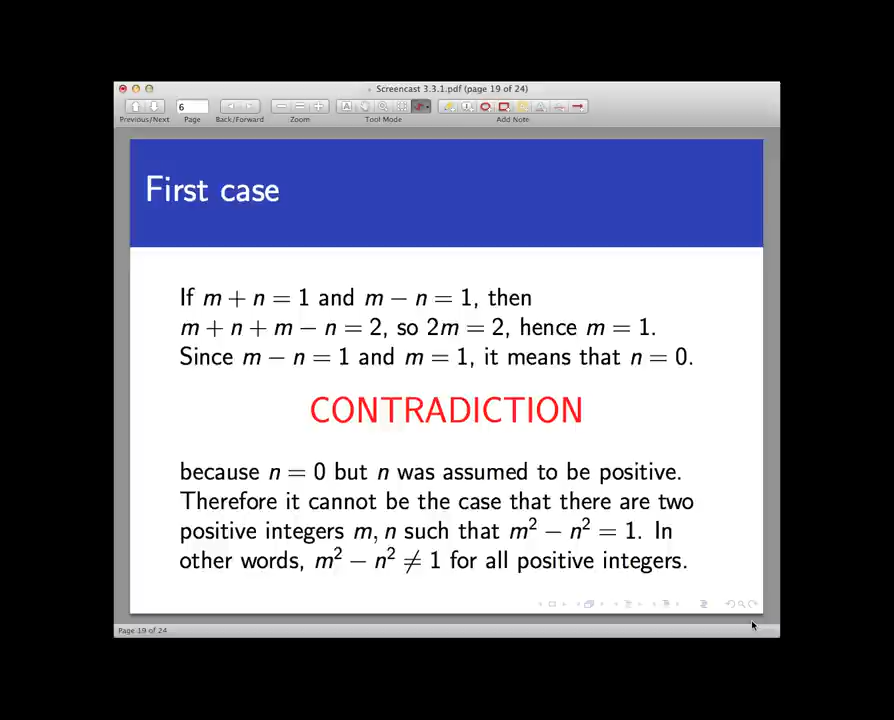 Screencast 3.3.1.pdf (page 19 of 24)
6
Previous/Next Page Back/Forward Zoom Tool Mode Add Note
First case
If m + n = 1 and m − n = 1, then
m + n + m − n = 2, so 2m = 2, hence m = 1.
Since m − n = 1 and m = 1, it means that n = 0.
CONTRADICTION
because n = 0 but n was assumed to be positive.
Therefore it cannot be the case that there are two
positive integers m, n such that m² − n² = 1. In
other words, m² − n² ≠ 1 for all positive integers.
Page 19 of 24